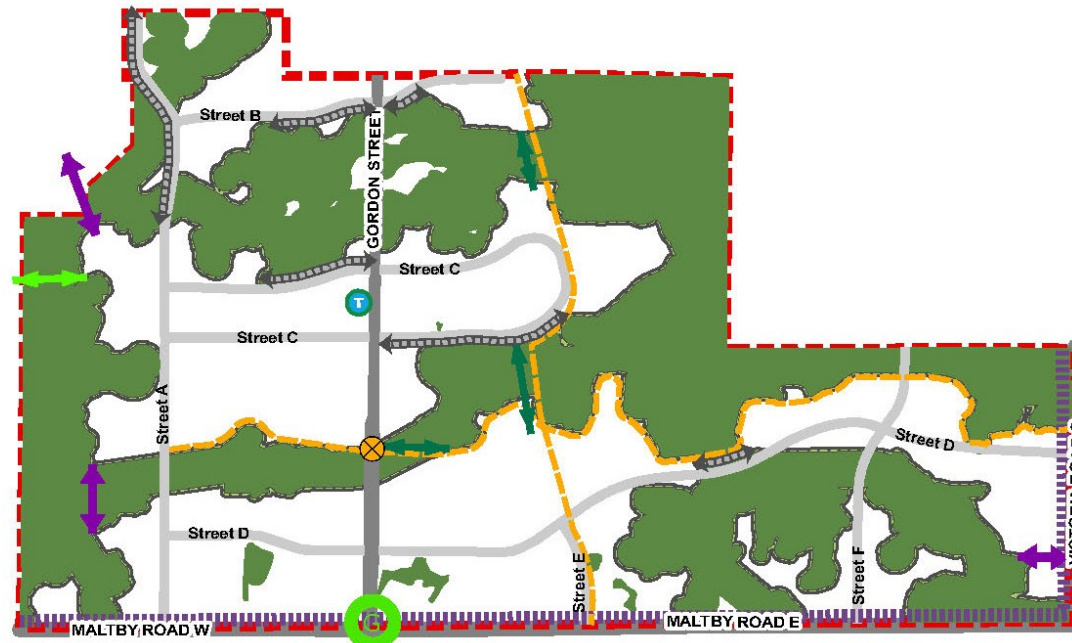 Street B
GORDON STREET
Street C
T
Street C
Street A
Street D
Street D
Street E
Street F
G
MALTBY ROAD W
MALTBY ROAD E